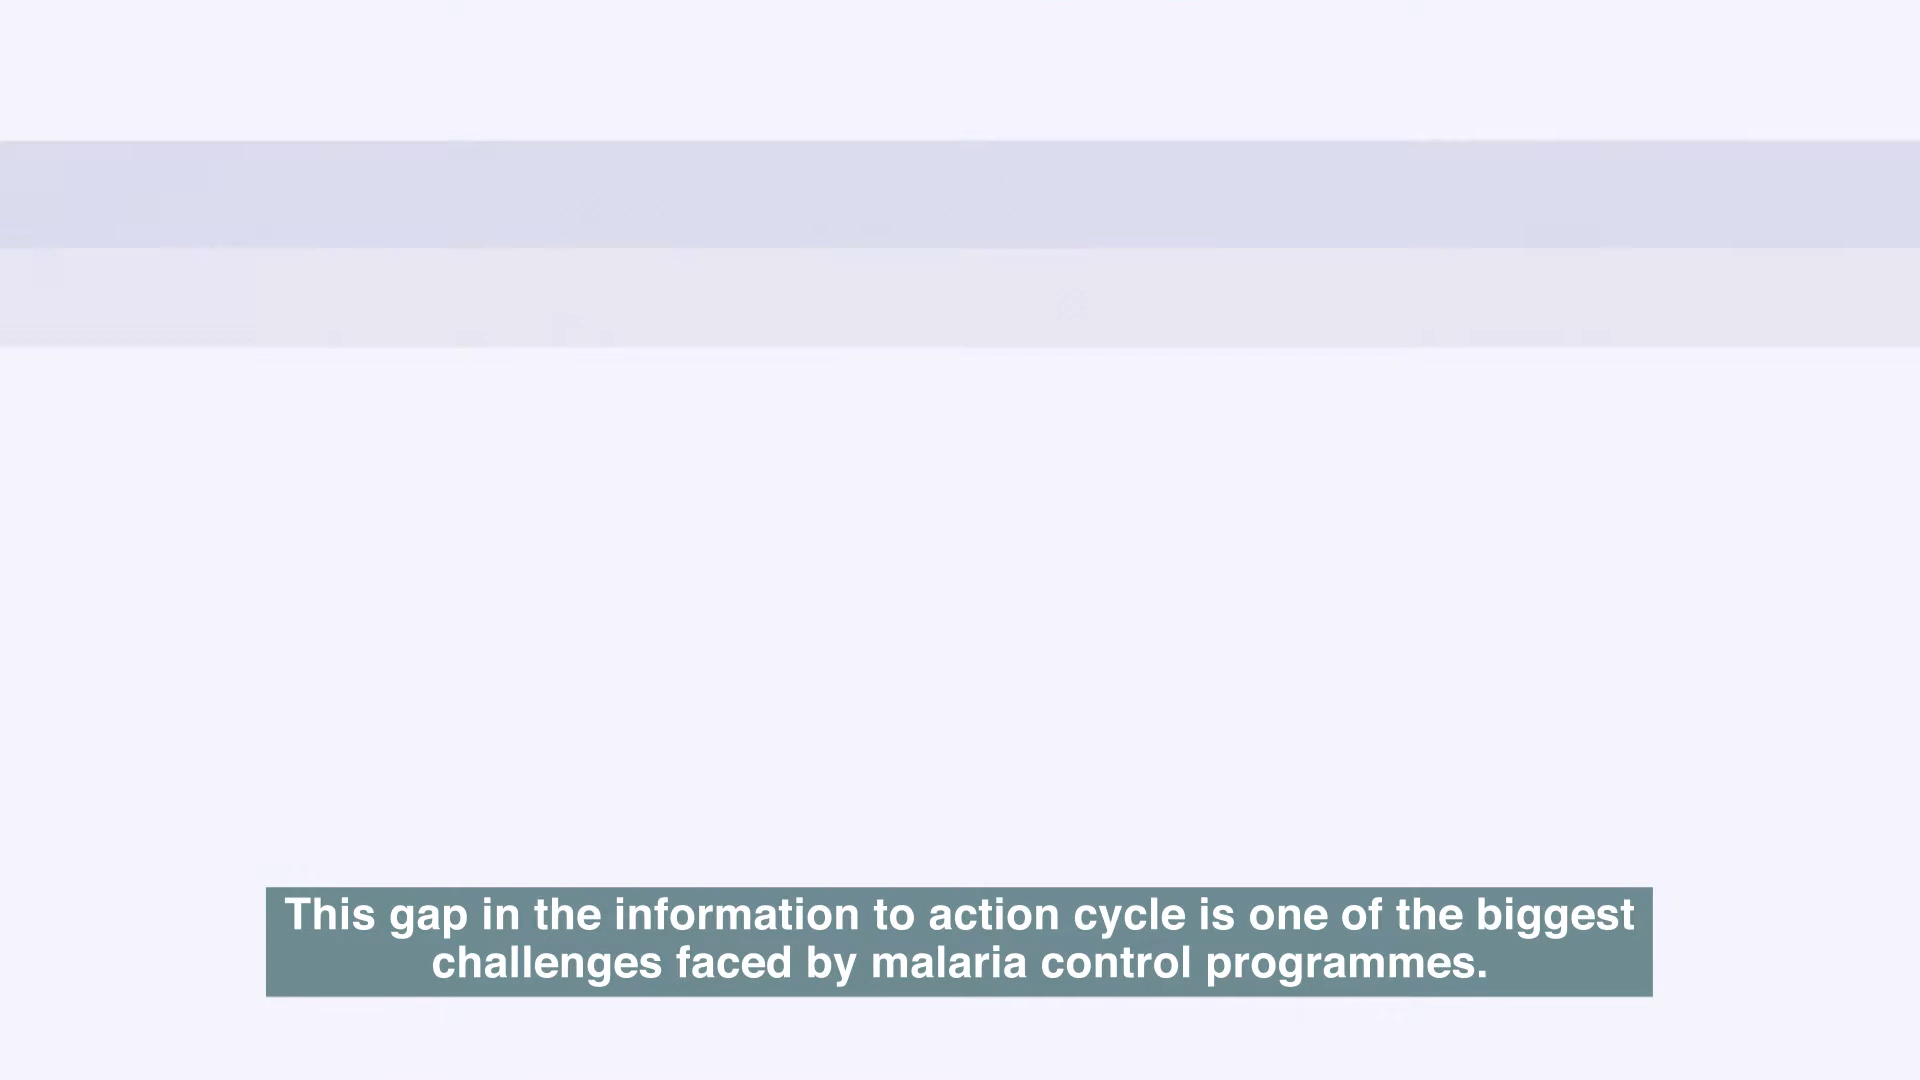 This gap in the information to action cycle is one of the biggest
challenges faced by malaria control programmes.